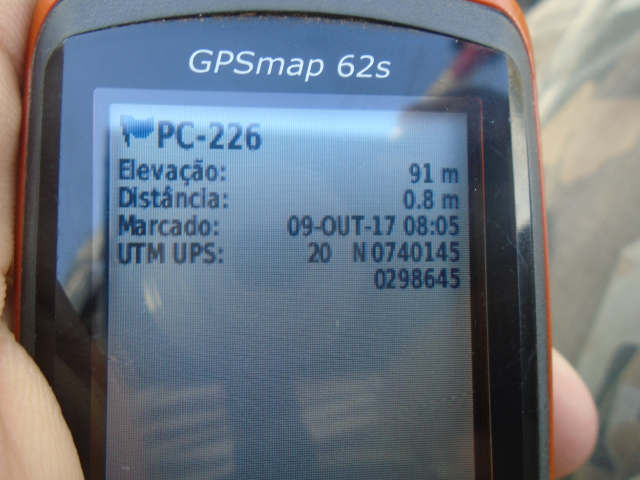 GPSmap 62s
PC-226
Elevação: 91 m
Distância: 0.8 m
Marcado: 09-OUT-17 08:05
UTM UPS: 20 N 0740145
0298645